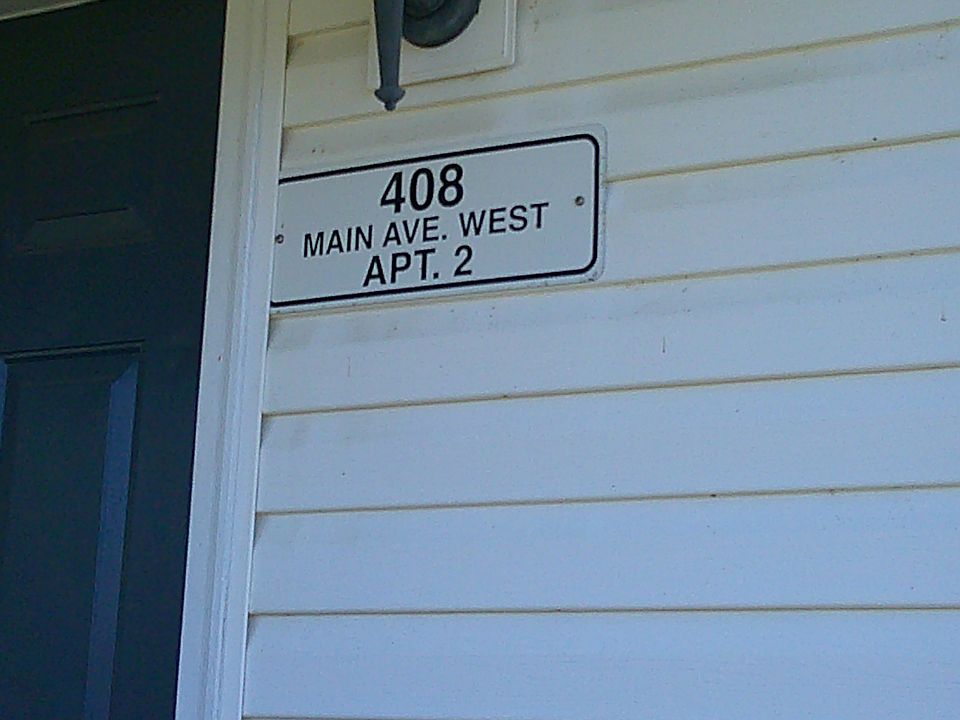 408
MAIN AVE. WEST
APT. 2